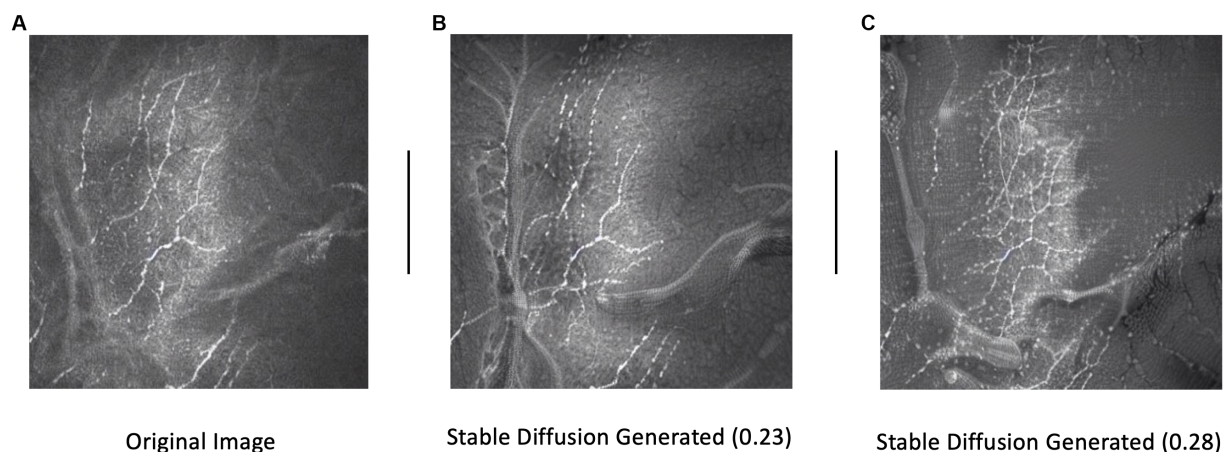 A
B
C
Original Image
Stable Diffusion Generated (0.23)
Stable Diffusion Generated (0.28)